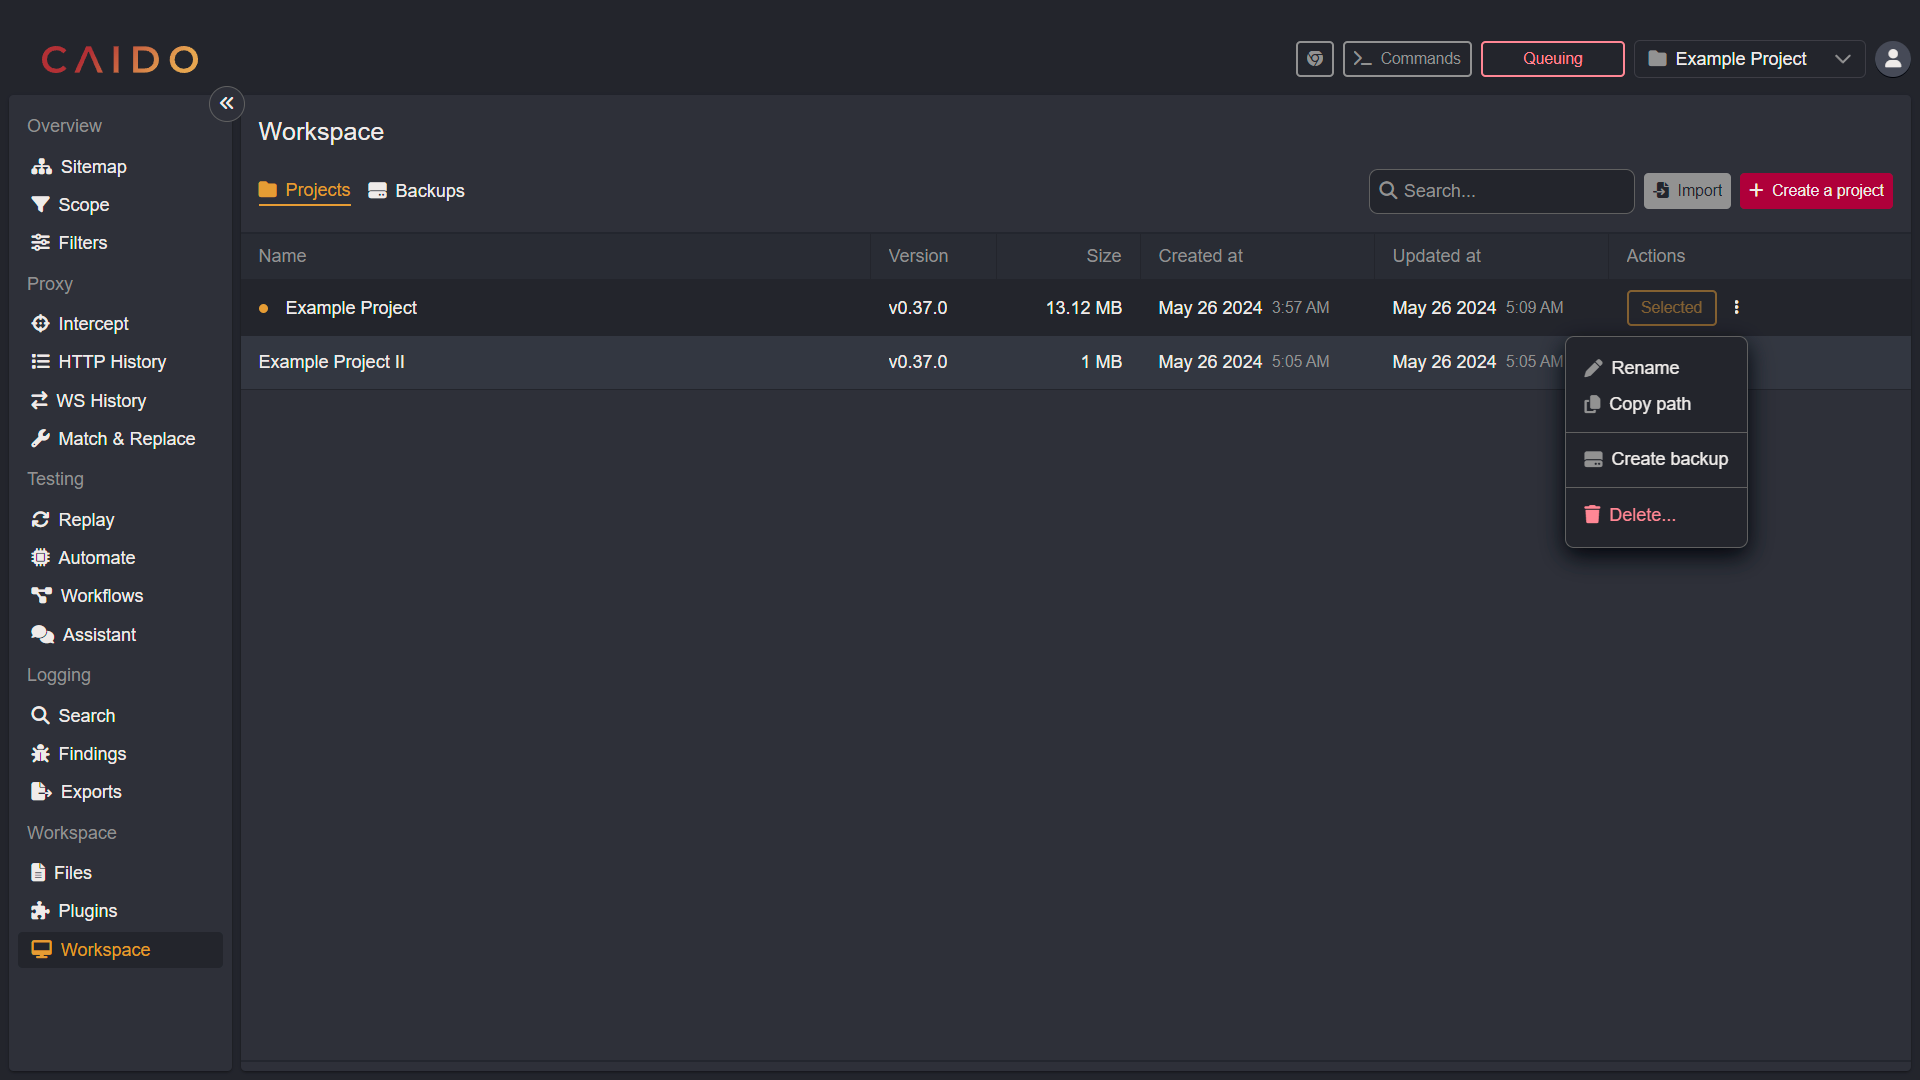 CAIDO
Commands
Queuing
Example Project
Overview
Sitemap
Scope
Filters
Proxy
Intercept
HTTP History
WS History
Match & Replace
Testing
Replay
Automate
Workflows
Assistant
Logging
Search
Findings
Exports
Workspace
Files
Plugins
Workspace
Workspace
Projects Backups
Search... Import + Create a project
Name Version Size Created at Updated at Actions
Example Project v0.37.0 13.12 MB May 26 2024 3:57 AM May 26 2024 5:09 AM Selected
Example Project II v0.37.0 1 MB May 26 2024 5:05 AM May 26 2024 5:05 AM
Rename
Copy path
Create backup
Delete...